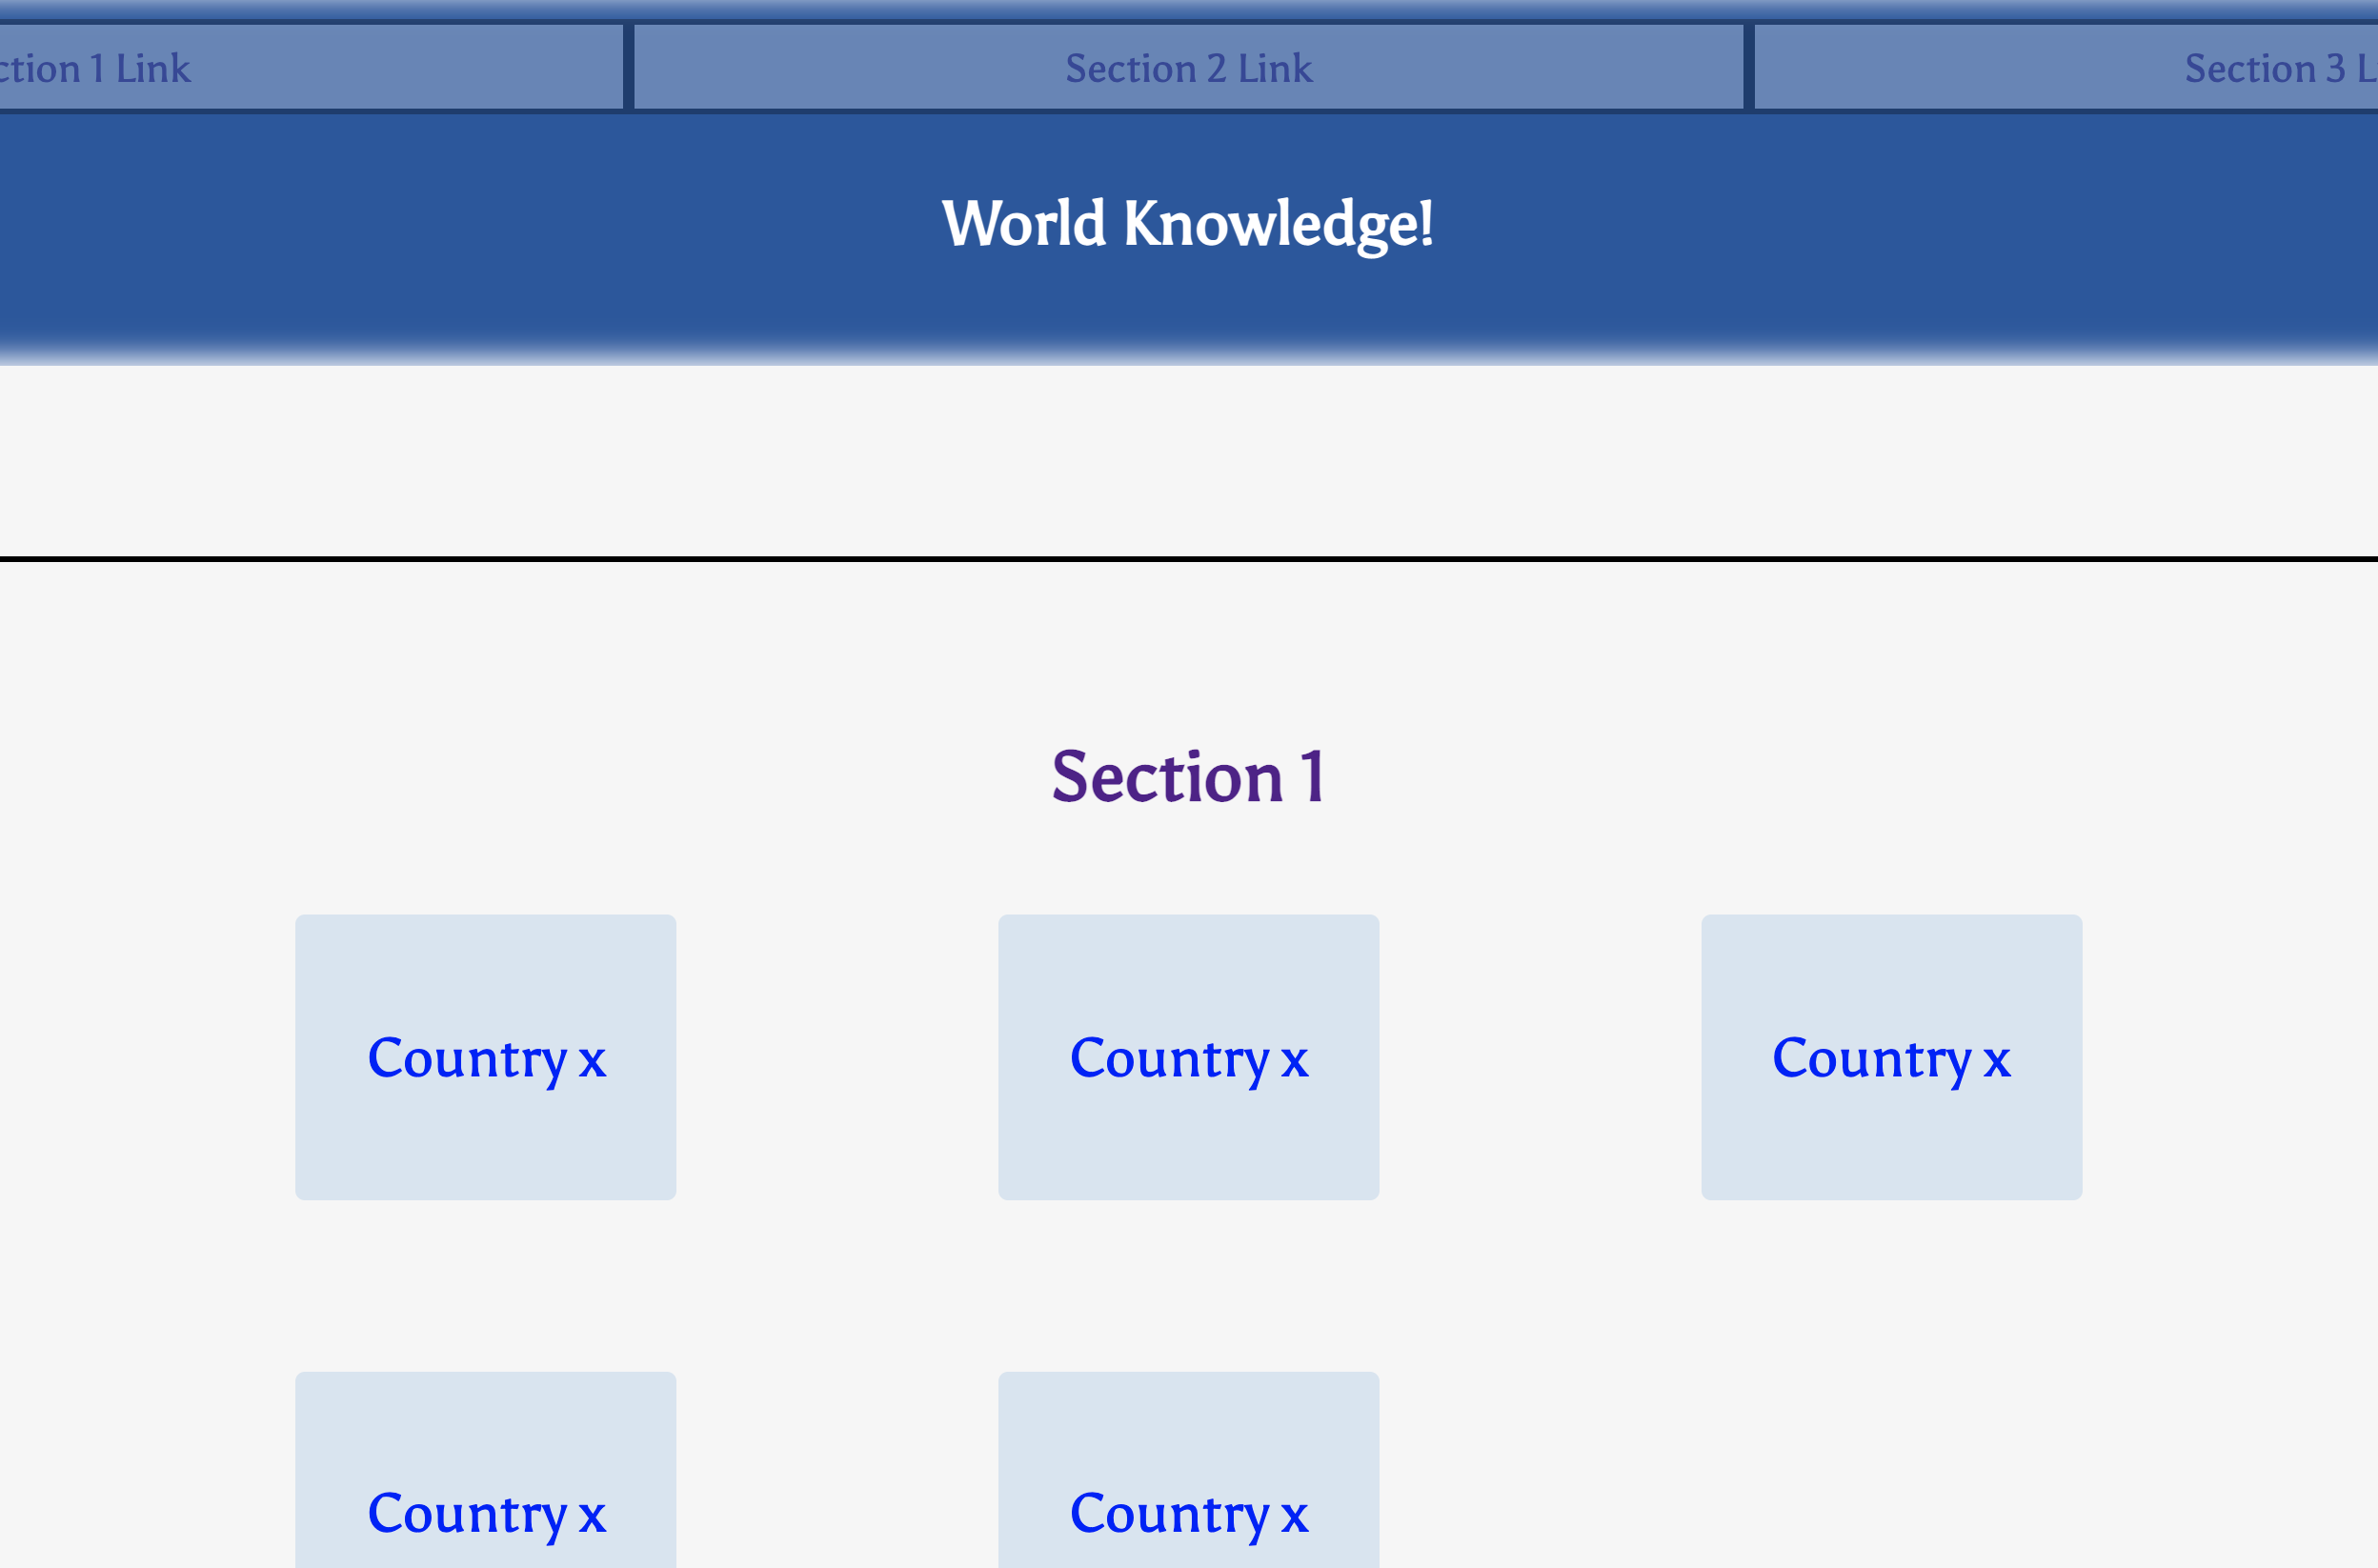 ction 1 Link Section 2 Link Section 3 L
World Knowledge!
Section 1
Country x Country x Country x
Country x Country x